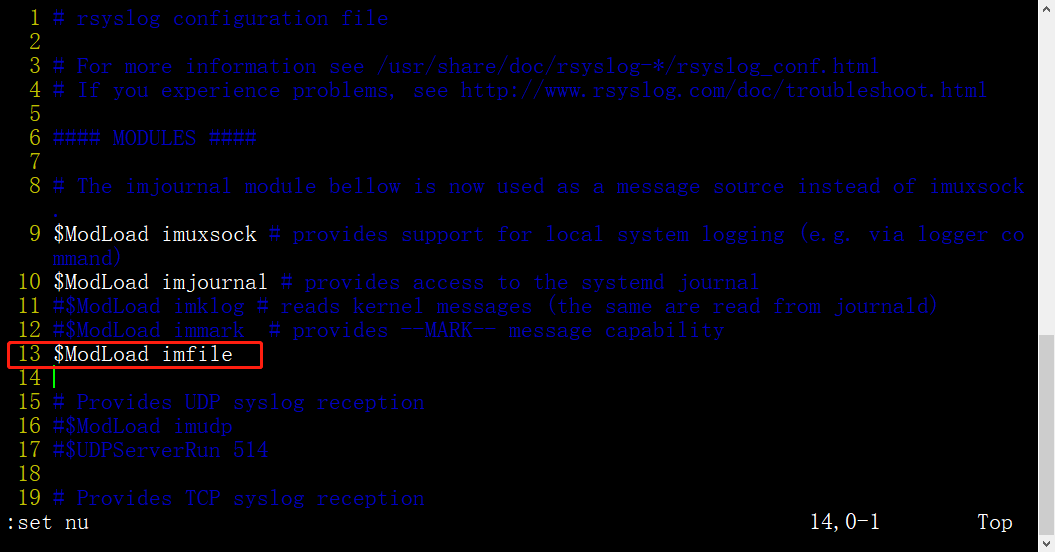 1 # rsyslog configuration file
2
3 # For more information see /usr/share/doc/rsyslog-*/rsyslog_conf.html
4 # If you experience problems, see http://www.rsyslog.com/doc/troubleshoot.html
5
6 #### MODULES ####
7
8 # The imjournal module bellow is now used as a message source instead of imuxsock
.
9 $ModLoad imuxsock # provides support for local system logging (e.g. via logger co
mmand)
10 $ModLoad imjournal # provides access to the systemd journal
11 #$ModLoad imklog # reads kernel messages (the same are read from journald)
12 #$ModLoad immark  # provides --MARK-- message capability
13 $ModLoad imfile
14
15 # Provides UDP syslog reception
16 #$ModLoad imudp
17 #$UDPServerRun 514
18
19 # Provides TCP syslog reception
:set nu 14,0-1 Top